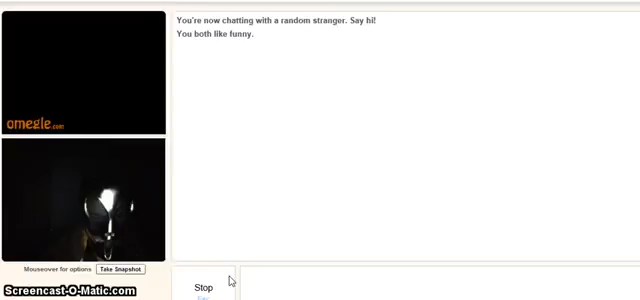 You're now chatting with a random stranger. Say hi!
You both like funny.
omegle.com
Mouseover for options
Take Snapshot
Stop
Esc
Screencast-O-Matic.com